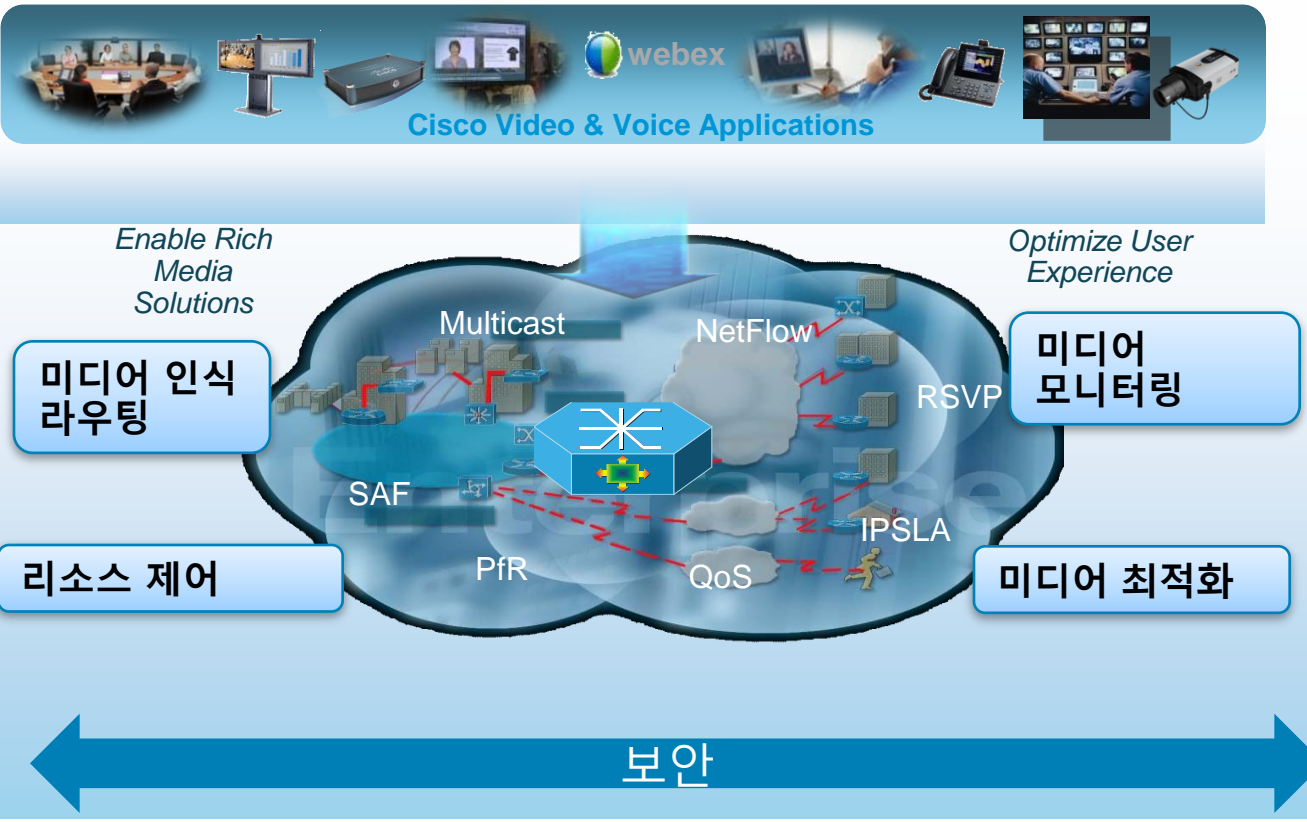 webex
Cisco Video & Voice Applications
Enable Rich
Media
Solutions
Optimize User
Experience
미디어 인식
라우팅
리소스 제어
Multicast
NetFlow
RSVP
SAF
Enterprise
IPSLA
PfR
QoS
미디어
모니터링
미디어 최적화
보안